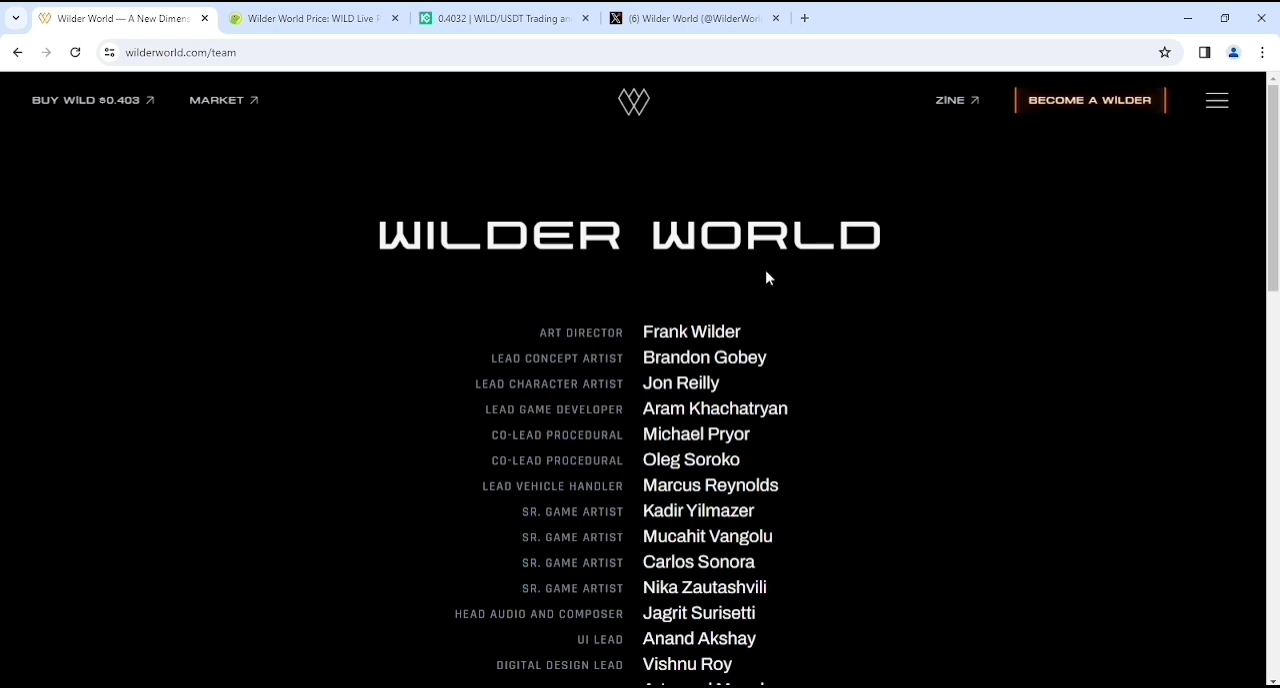 Wilder World — A New Dimens
Wilder World Price: WILD Live P
0.4032 | WILD/USDT Trading an
(6) Wilder World (@WilderWorl
wilderworld.com/team
BUY WILD $0.403
MARKET
ZINE
BECOME A WILDER
WILDER WORLD
ART DIRECTOR Frank Wilder
LEAD CONCEPT ARTIST Brandon Gobey
LEAD CHARACTER ARTIST Jon Reilly
LEAD GAME DEVELOPER Aram Khachatryan
CO-LEAD PROCEDURAL Michael Pryor
CO-LEAD PROCEDURAL Oleg Soroko
LEAD VEHICLE HANDLER Marcus Reynolds
SR. GAME ARTIST Kadir Yilmazer
SR. GAME ARTIST Mucahit Vangolu
SR. GAME ARTIST Carlos Sonora
SR. GAME ARTIST Nika Zautashvili
HEAD AUDIO AND COMPOSER Jagrit Surisetti
UI LEAD Anand Akshay
DIGITAL DESIGN LEAD Vishnu Roy